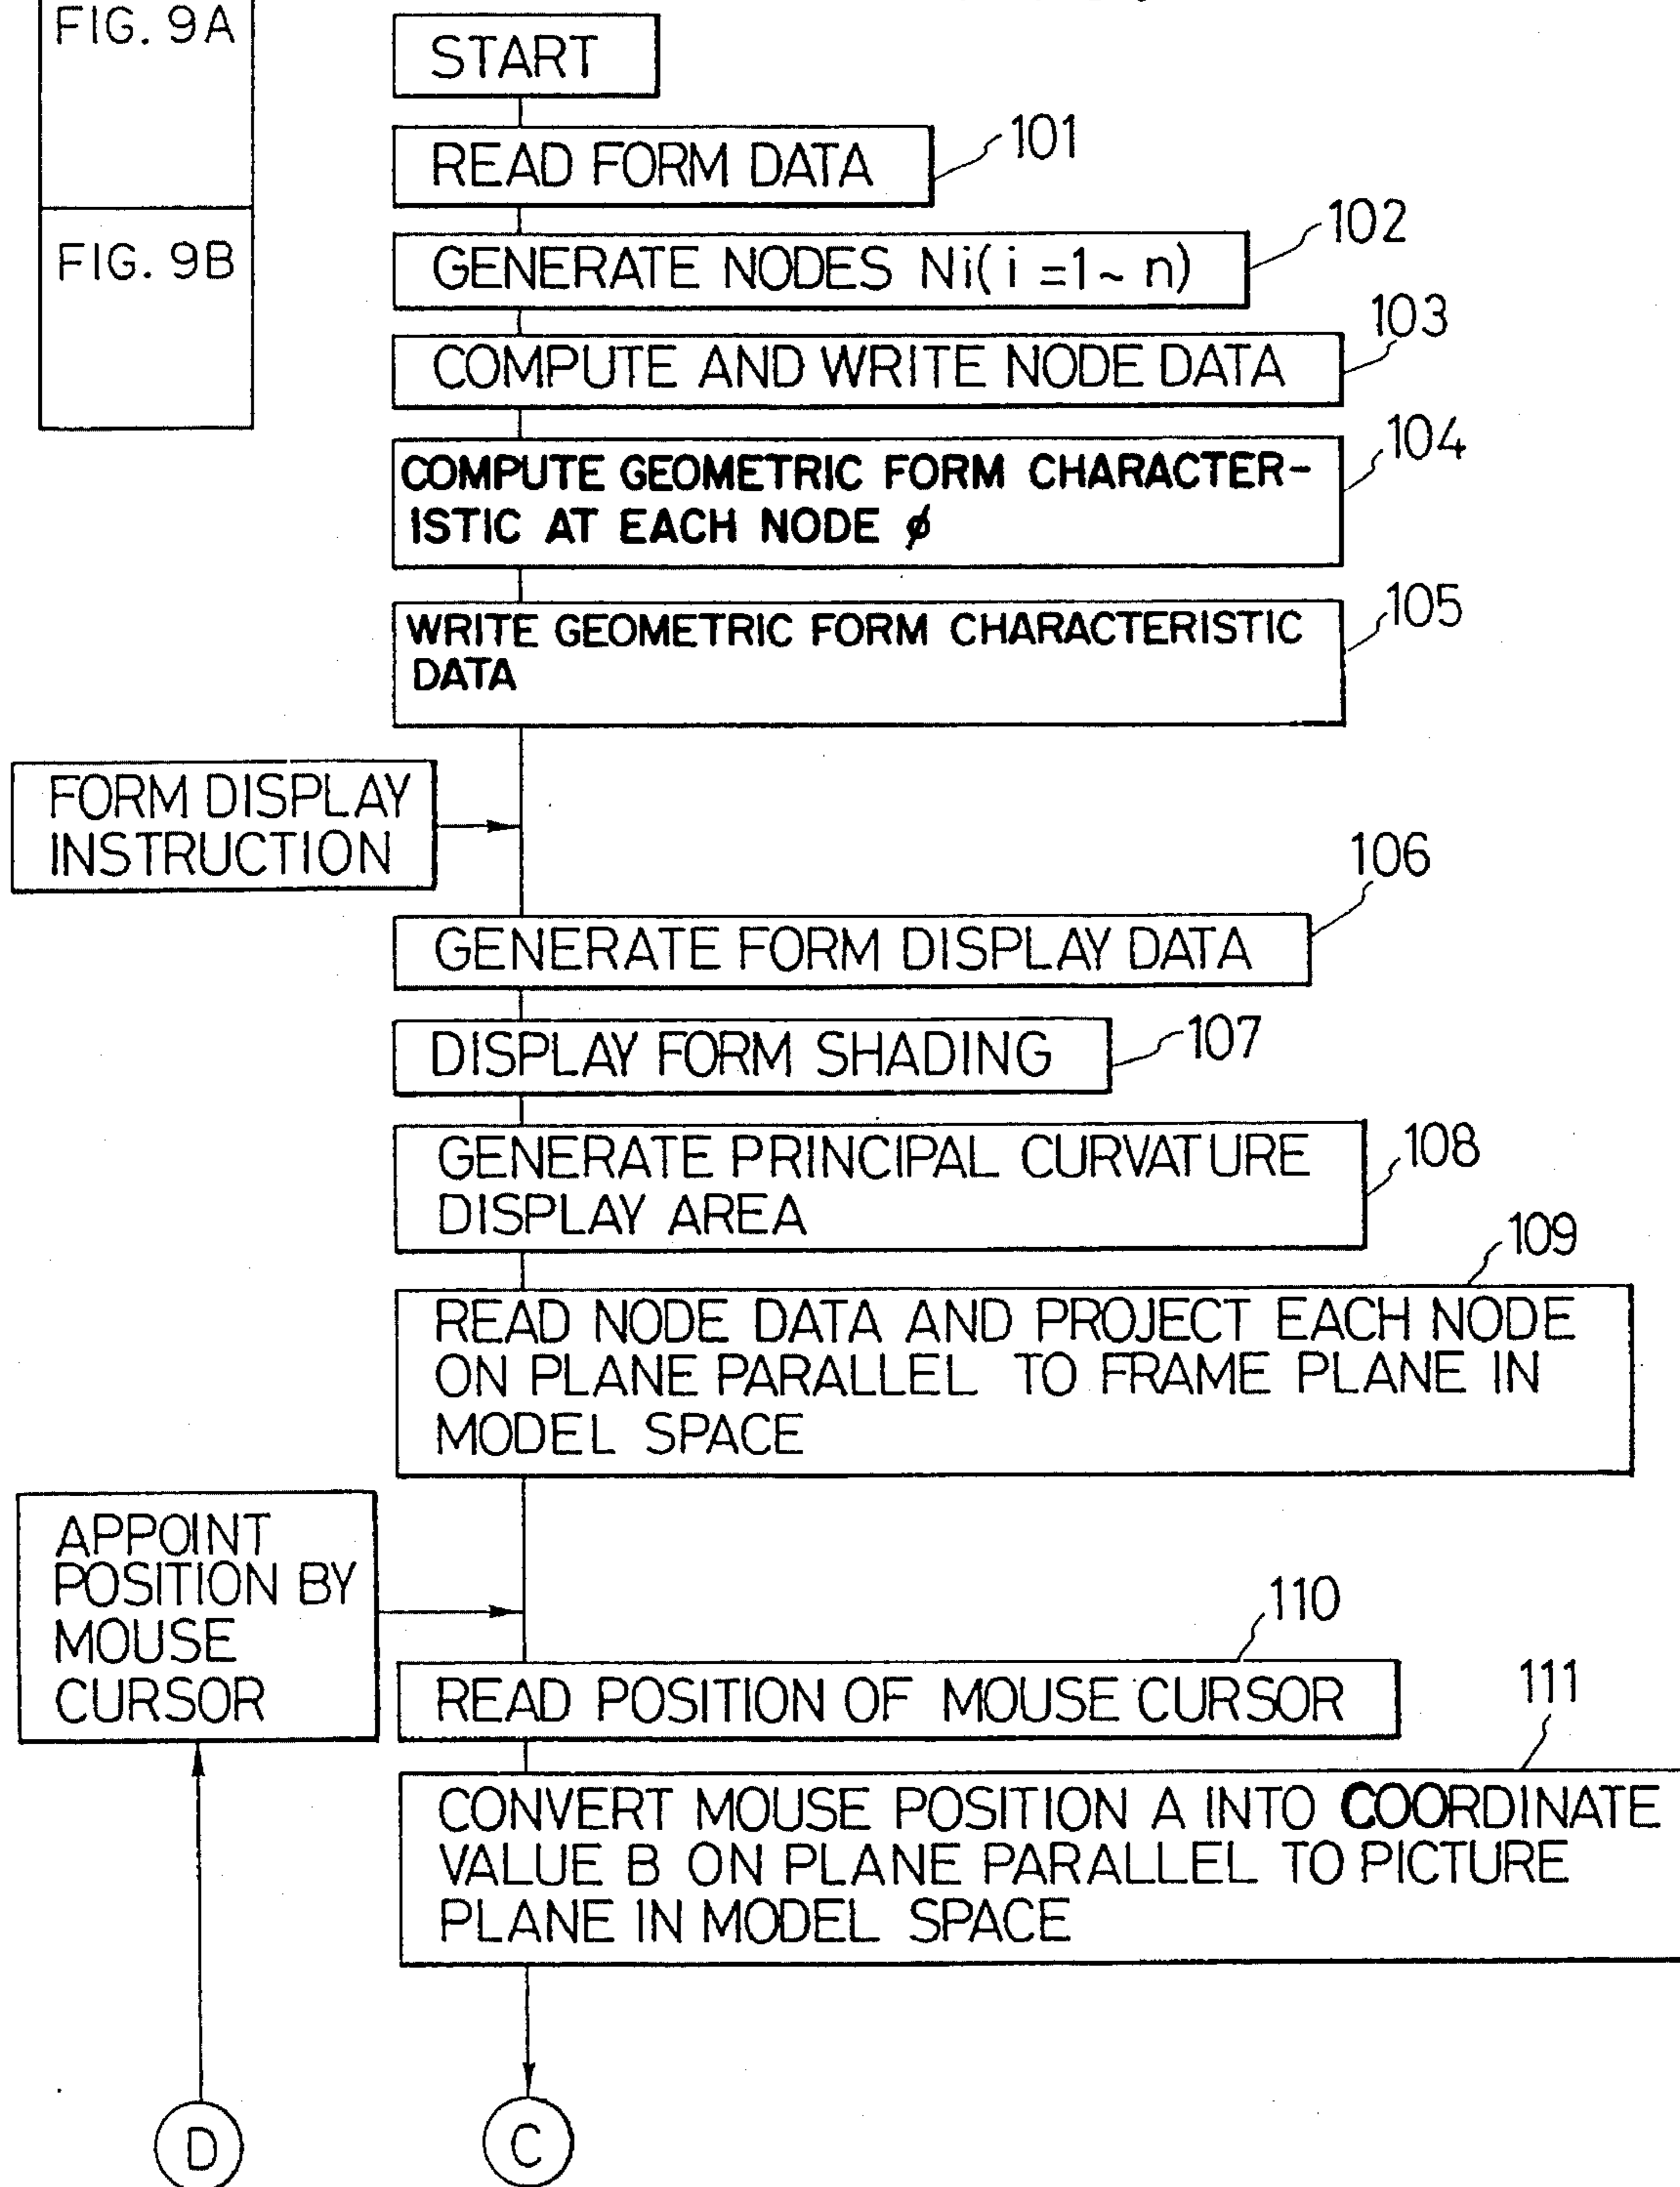 FIG. 9A
FIG. 9B
START
READ FORM DATA
101
GENERATE NODES Ni( i =1 ~ n)
102
COMPUTE AND WRITE NODE DATA
103
COMPUTE GEOMETRIC FORM CHARACTER-
ISTIC AT EACH NODE ϕ
104
WRITE GEOMETRIC FORM CHARACTERISTIC
DATA
105
FORM DISPLAY
INSTRUCTION
GENERATE FORM DISPLAY DATA
106
DISPLAY FORM SHADING
107
GENERATE PRINCIPAL CURVATURE
DISPLAY AREA
108
READ NODE DATA AND PROJECT EACH NODE
ON PLANE PARALLEL TO FRAME PLANE IN
MODEL SPACE
109
APPOINT
POSITION BY
MOUSE
CURSOR
READ POSITION OF MOUSE CURSOR
110
CONVERT MOUSE POSITION A INTO COORDINATE
VALUE B ON PLANE PARALLEL TO PICTURE
PLANE IN MODEL SPACE
111
D
C